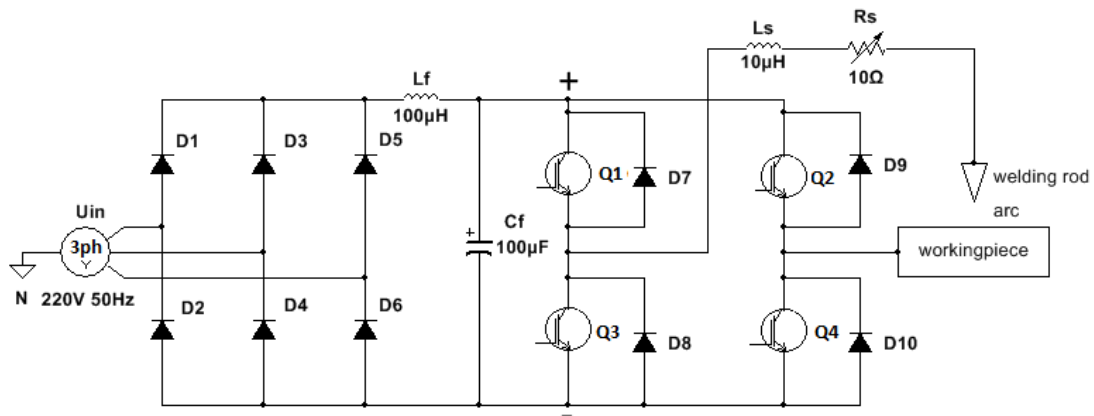 Ls
10µH
Rs
10Ω
Lf
100µH
+
D1
D3
D5
Q1
D7
Q2
D9
welding rod
arc
Uin
3ph
Y
N
220V 50Hz
+
Cf
100µF
workingpiece
D2
D4
D6
Q3
D8
Q4
D10
-